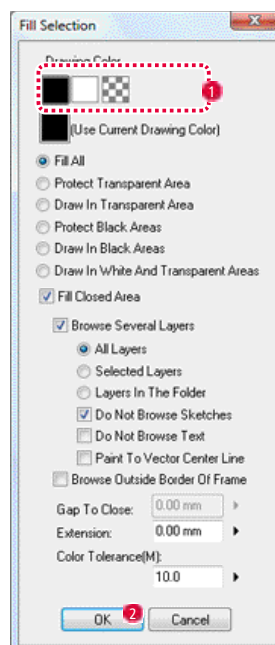 Fill Selection
Drawing Color
1
(Use Current Drawing Color)
Fill All
Protect Transparent Area
Draw In Transparent Area
Protect Black Areas
Draw In Black Areas
Draw In White And Transparent Areas
Fill Closed Area
Browse Several Layers
All Layers
Selected Layers
Layers In The Folder
Do Not Browse Sketches
Do Not Browse Text
Paint To Vector Center Line
Browse Outside Border Of Frame
Gap To Close: 0.00 mm
Extension: 0.00 mm
Color Tolerance(M):
10.0
OK 2 Cancel